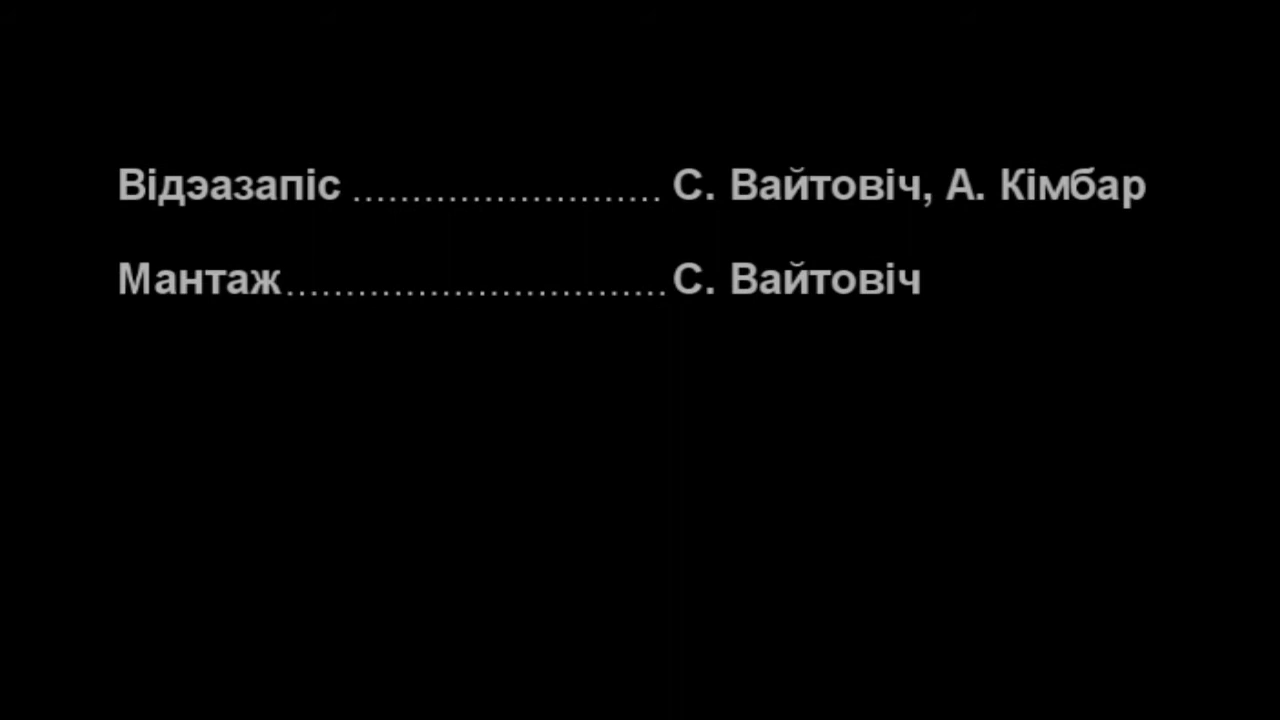 Відэазапіс .......................... С. Вайтовіч, А. Кімбар
Мантаж................................ С. Вайтовіч